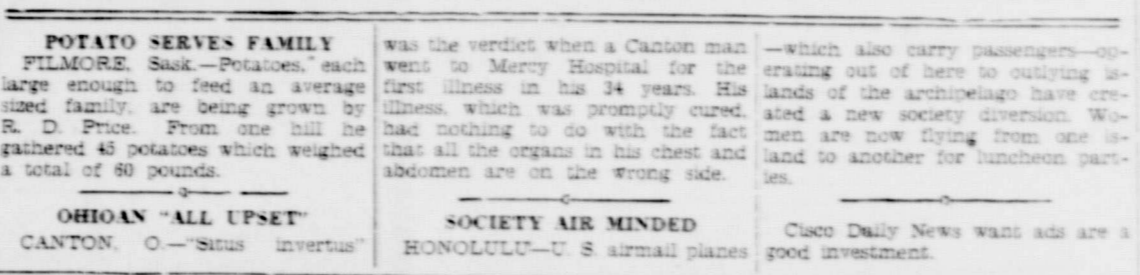 POTATO SERVES FAMILY
FILMORE, Sask.—Potatoes, each
large enough to feed an average
sized family, are being grown by
R. D. Price. From one hill he
gathered 45 potatoes which weighed
a total of 60 pounds.
OHIOAN "ALL UPSET"
CANTON, O.—"Situs invertus"
was the verdict when a Canton man
went to Mercy Hospital for the
first illness in his 34 years. His
illness, which was promptly cured,
had nothing to do with the fact
that all the organs in his chest and
abdomen are on the wrong side.
SOCIETY AIR MINDED
HONOLULU—U. S. airmail planes
—which also carry passengers—op-
erating out of here to outlying is-
lands of the archipelago have cre-
ated a new society diversion. Wo-
men are now flying from one is-
land to another for luncheon part-
ies.
Cisco Daily News want ads are a
good investment.